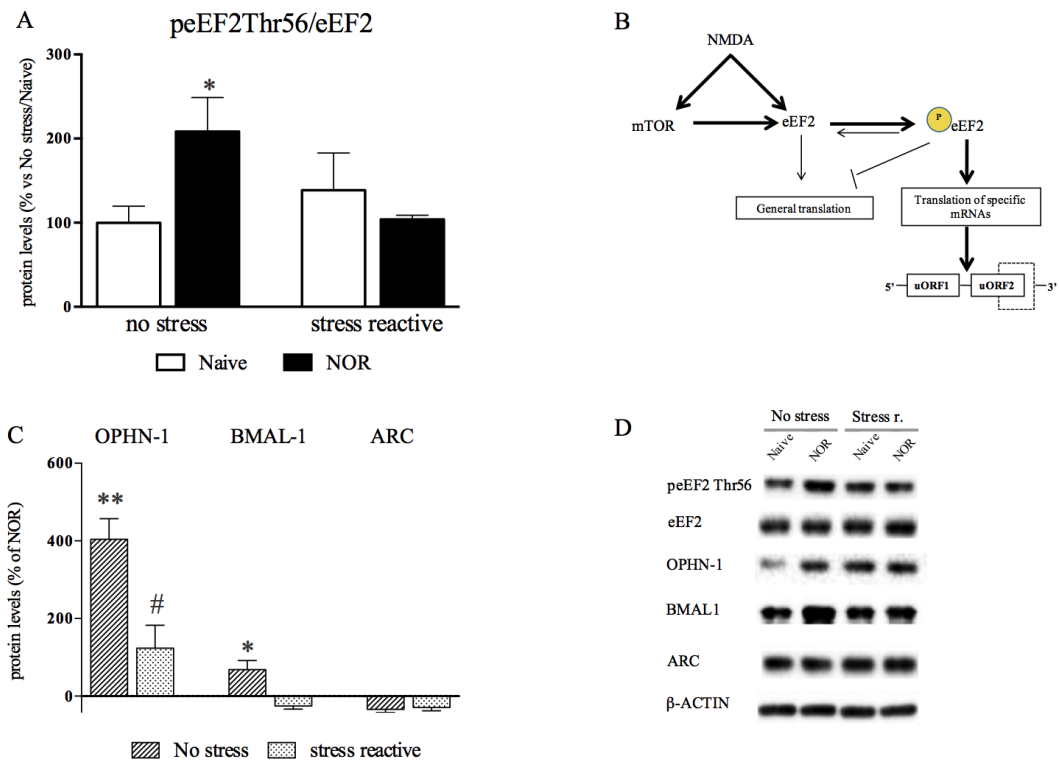 A
peEF2Thr56/eEF2
protein levels (% vs No stress/Naive)
300
200
100
0
*
no stress
stress reactive
Naive
NOR
B
NMDA
mTOR
eEF2
P
eEF2
General translation
Translation of specific
mRNAs
5’
uORF1
uORF2
3’
C
OPHN-1
BMAL-1
ARC
protein levels (% of NOR)
600
400
200
0
**
#
*
No stress
stress reactive
D
No stress
Stress r.
Naive
NOR
Naive
NOR
peEF2 Thr56
eEF2
OPHN-1
BMAL1
ARC
β-ACTIN